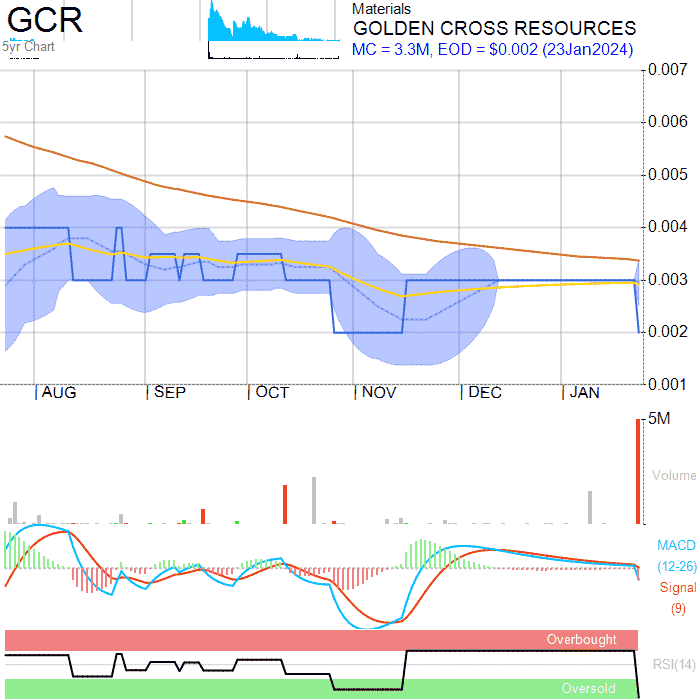 GCR
5yr Chart
Materials
GOLDEN CROSS RESOURCES
MC = 3.3M, EOD = $0.002 (23Jan2024)
0.007
0.006
0.005
0.004
0.003
0.002
0.001
AUG
SEP
OCT
NOV
DEC
JAN
5M
Volume
MACD
(12-26)
Signal
(9)
Overbought
RSI(14)
Oversold